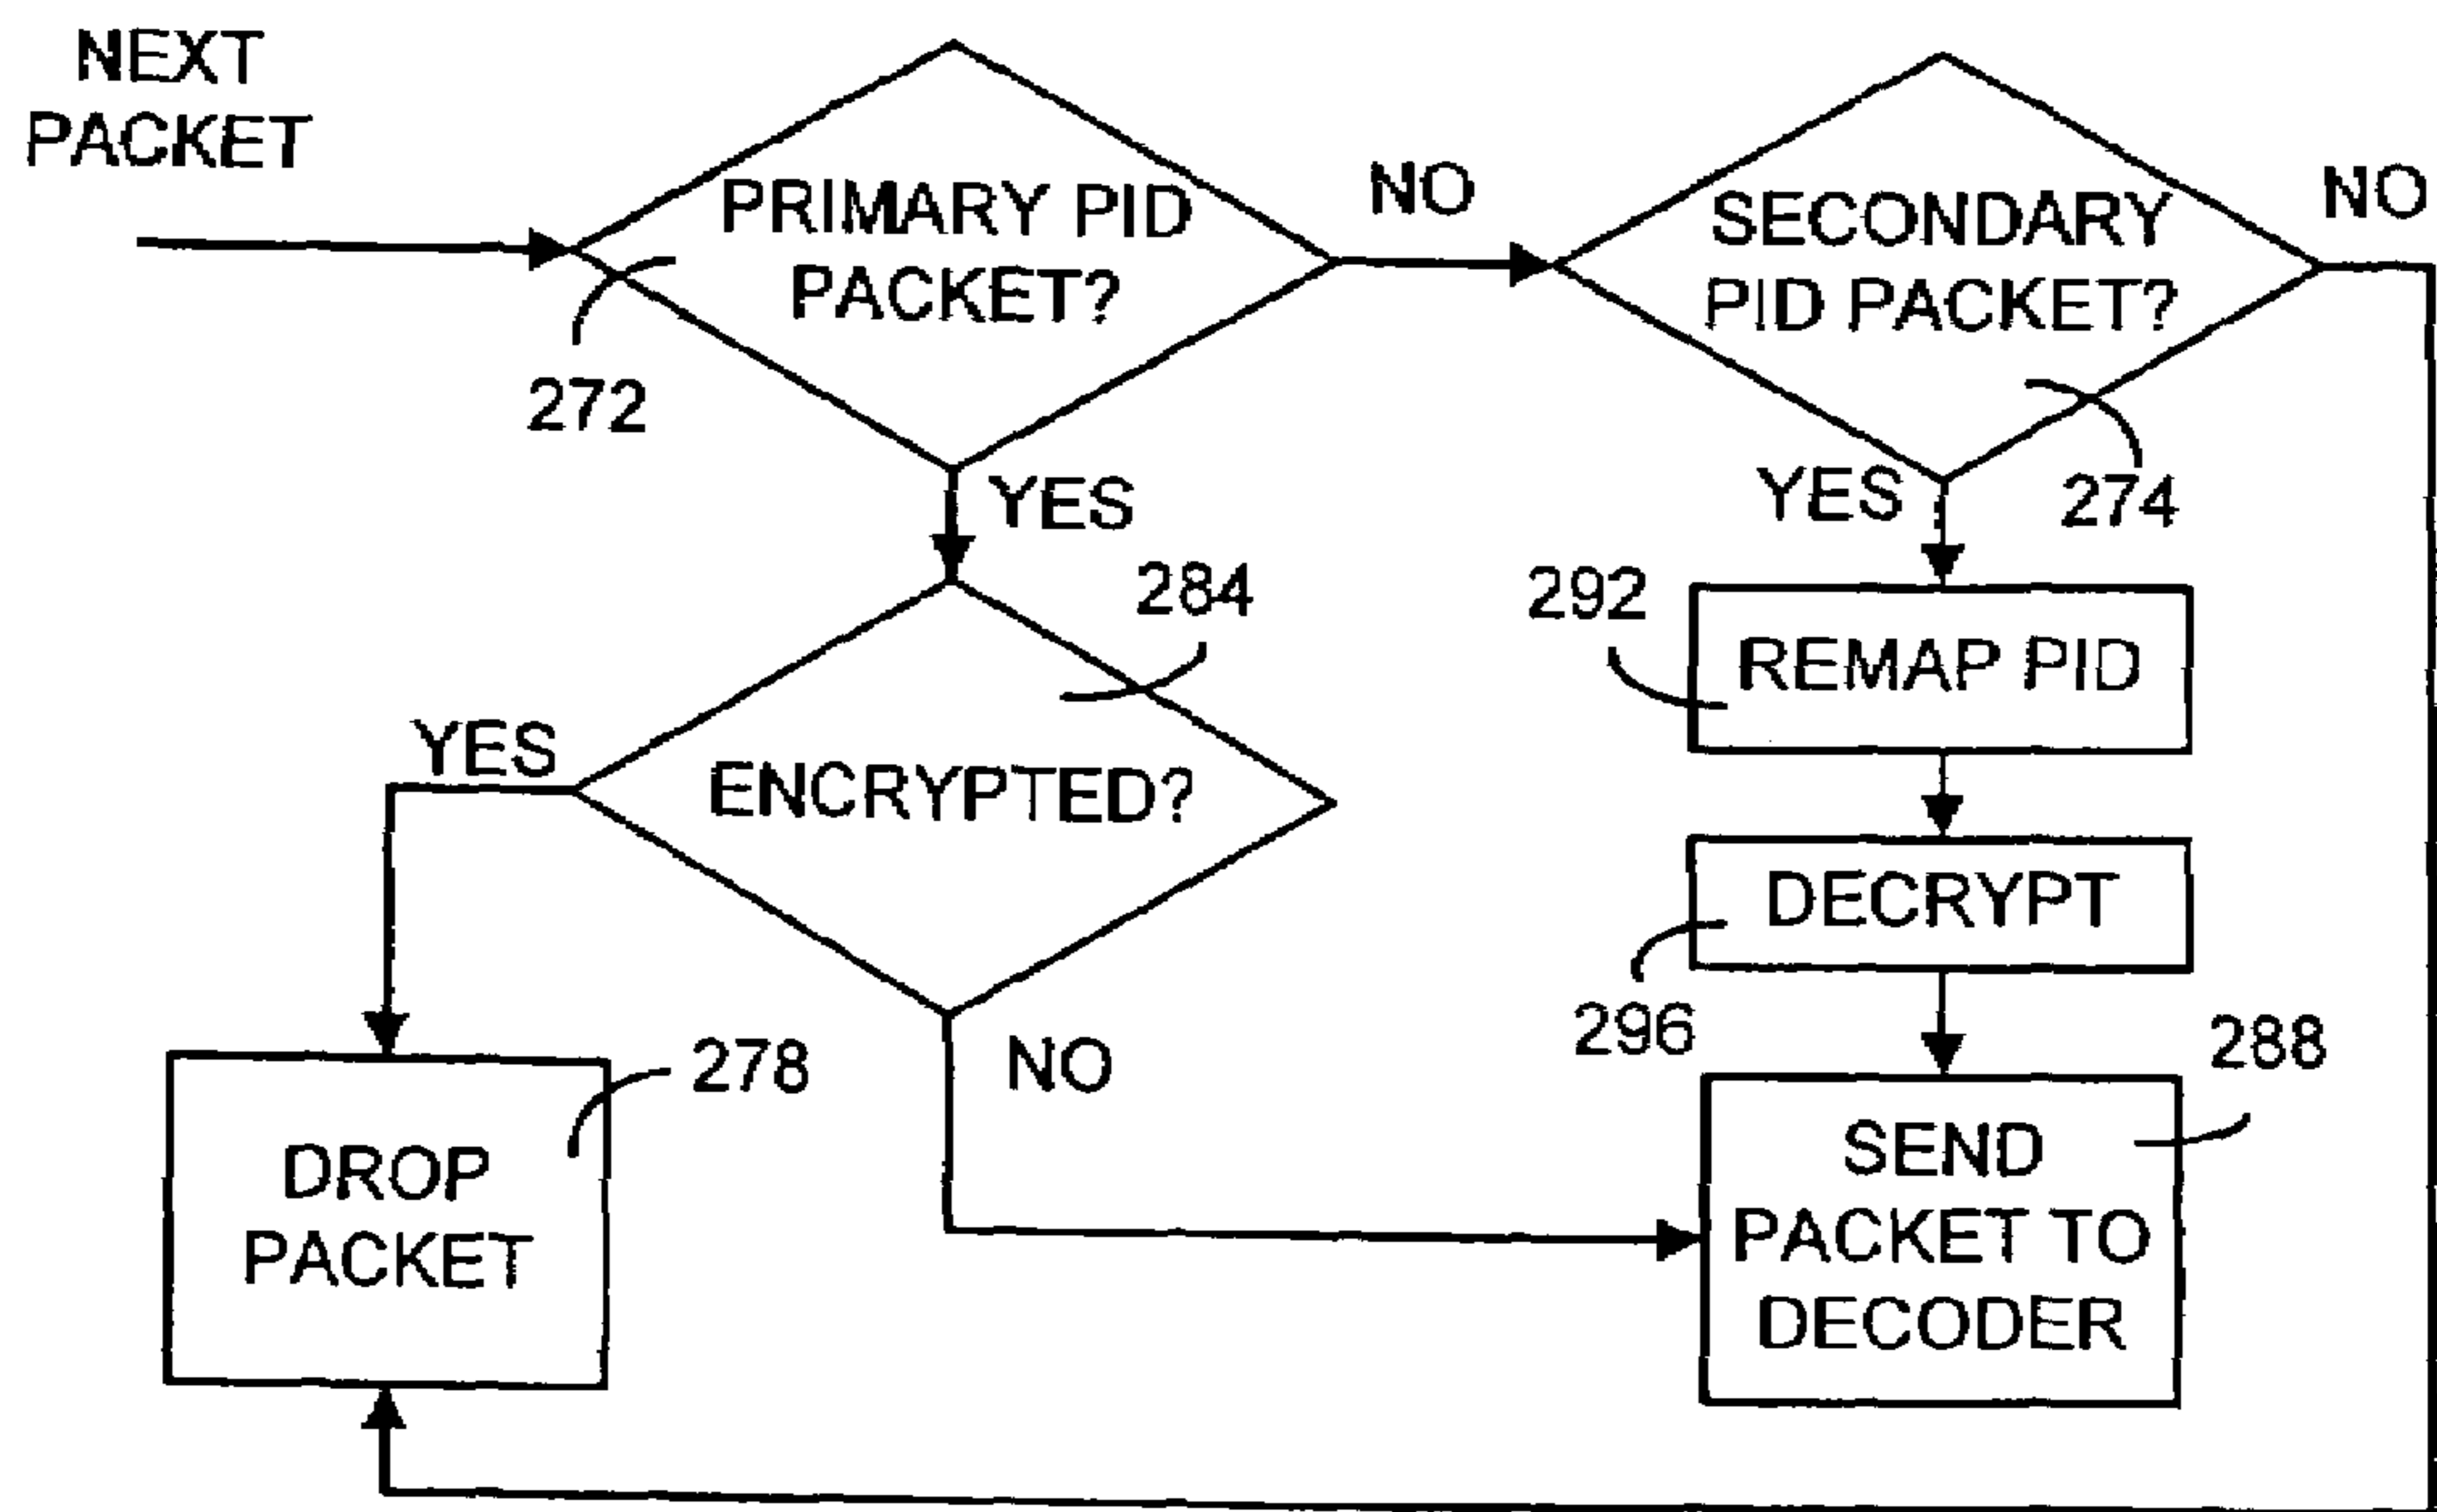 NEXT
PACKET
PRIMARY PID
PACKET?
272
NO
SECONDARY
PID PACKET?
274
NO
YES
YES
284
ENCRYPTED?
YES
NO
292
REMAP PID
DECRYPT
296
278
DROP
PACKET
288
SEND
PACKET TO
DECODER